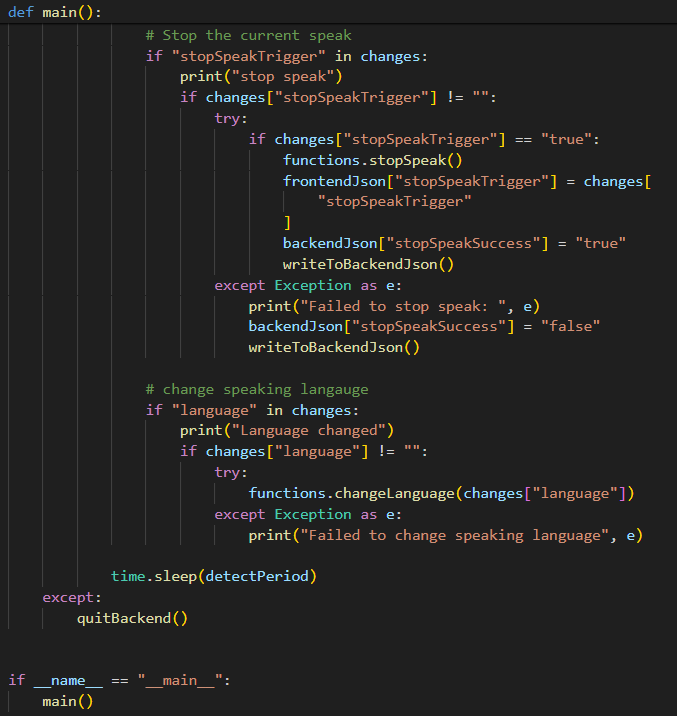 def main():
# Stop the current speak
if "stopSpeakTrigger" in changes:
print("stop speak")
if changes["stopSpeakTrigger"] != "":
try:
if changes["stopSpeakTrigger"] == "true":
functions.stopSpeak()
frontendJson["stopSpeakTrigger"] = changes[
"stopSpeakTrigger"
]
backendJson["stopSpeakSuccess"] = "true"
writeToBackendJson()
except Exception as e:
print("Failed to stop speak: ", e)
backendJson["stopSpeakSuccess"] = "false"
writeToBackendJson()
# change speaking langauge
if "language" in changes:
print("Language changed")
if changes["language"] != "":
try:
functions.changeLanguage(changes["language"])
except Exception as e:
print("Failed to change speaking language", e)
time.sleep(detectPeriod)
except:
quitBackend()
if __name__ == "__main__":
main()